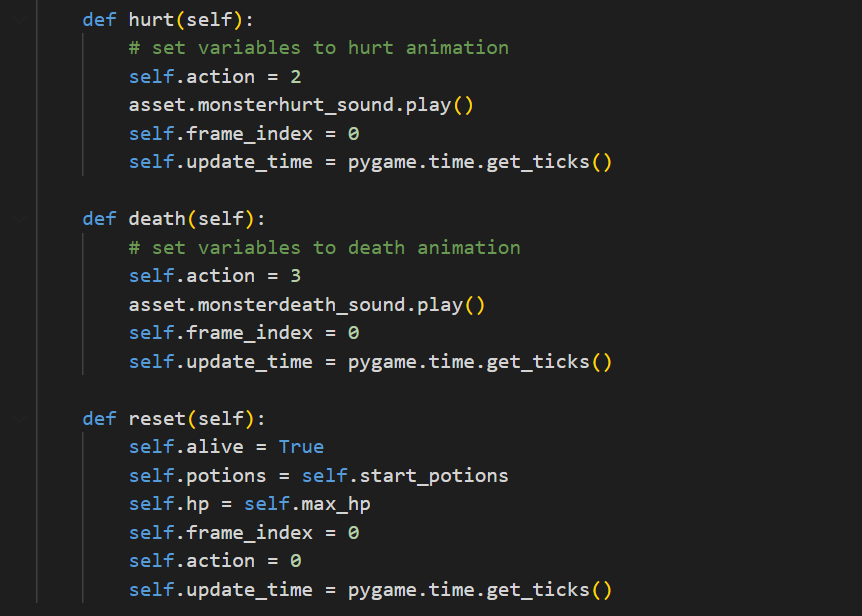 def hurt(self):
# set variables to hurt animation
self.action = 2
asset.monsterhurt_sound.play()
self.frame_index = 0
self.update_time = pygame.time.get_ticks()
def death(self):
# set variables to death animation
self.action = 3
asset.monsterdeath_sound.play()
self.frame_index = 0
self.update_time = pygame.time.get_ticks()
def reset(self):
self.alive = True
self.potions = self.start_potions
self.hp = self.max_hp
self.frame_index = 0
self.action = 0
self.update_time = pygame.time.get_ticks()